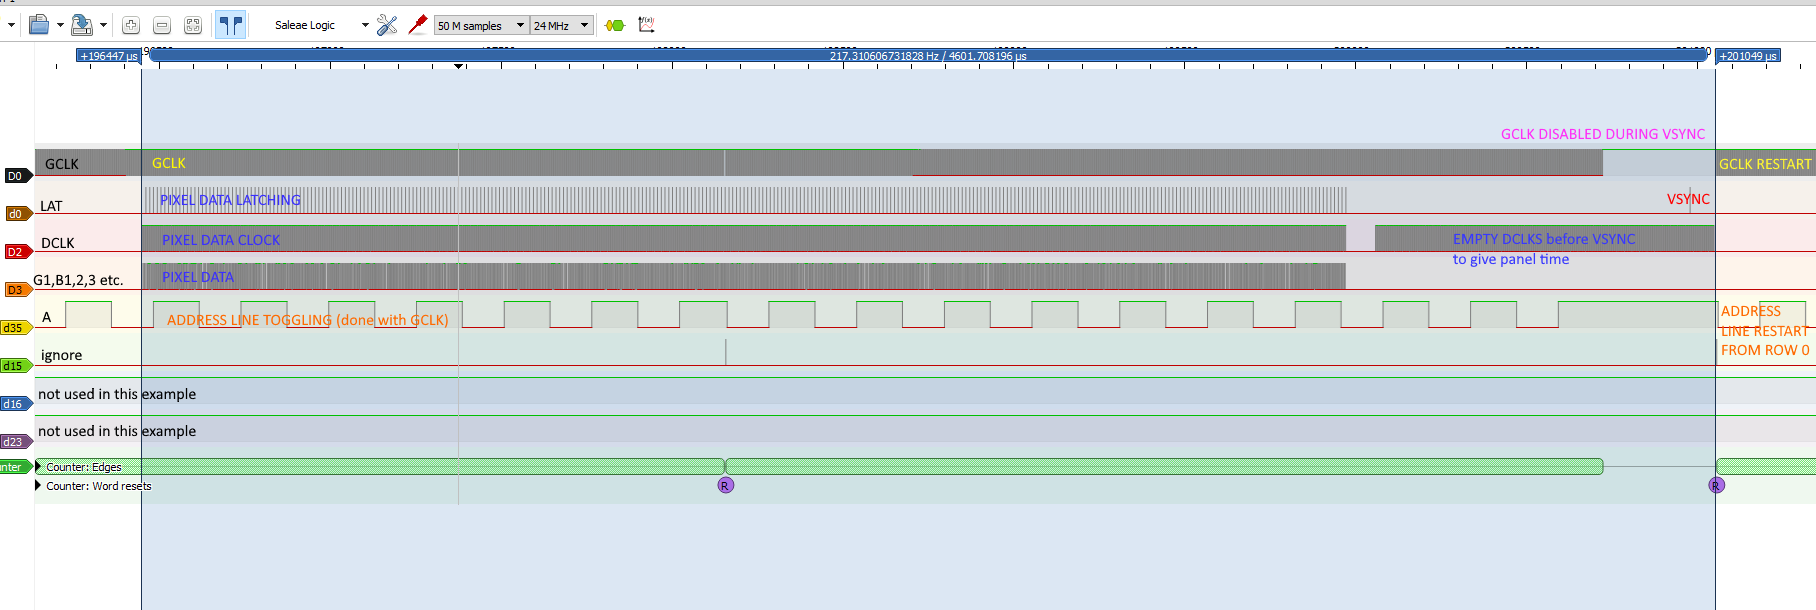 Saleae Logic
50 M samples
24 MHz
+196447 µs
217.310606731828 Hz / 4601.708196 µs
+201049 µs
GCLK DISABLED DURING VSYNC
D0
GCLK
GCLK
GCLK RESTART
d0
LAT
PIXEL DATA LATCHING
VSYNC
D2
DCLK
PIXEL DATA CLOCK
EMPTY DCLKS before VSYNC
to give panel time
D3
G1,B1,2,3 etc.
PIXEL DATA
d35
A
ADDRESS LINE TOGGLING (done with GCLK)
ADDRESS
LINE RESTART
FROM ROW 0
d15
ignore
d16
not used in this example
d23
not used in this example
nter
Counter: Edges
Counter: Word resets
R
R